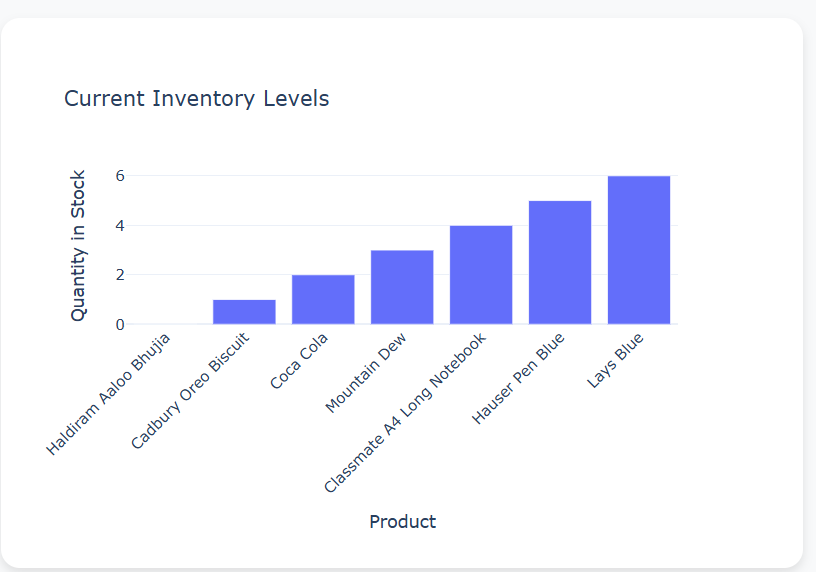 Current Inventory Levels
Quantity in Stock
6
4
2
0
Haldiram Aaloo Bhujia
Cadbury Oreo Biscuit
Coca Cola
Mountain Dew
Classmate A4 Long Notebook
Hauser Pen Blue
Lays Blue
Product